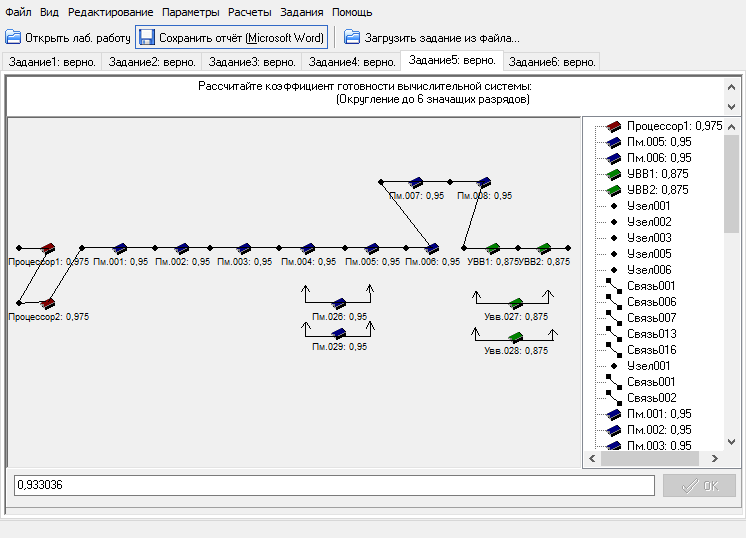 Файл Вид Редактирование Параметры Расчеты Задания Помощь
Открыть лаб. работу Сохранить отчёт (Microsoft Word) Загрузить задание из файла...
Задание1: верно. Задание2: верно. Задание3: верно. Задание4: верно. Задание5: верно. Задание6: верно.
Рассчитайте коэффициент готовности вычислительной системы:
(Округление до 6 значащих разрядов)
Пм.007: 0,95 Пм.008: 0,95
Процессор1: 0,975 Пм.001: 0,95 Пм.002: 0,95 Пм.003: 0,95 Пм.004: 0,95 Пм.005: 0,95 Пм.006: 0,95 УВВ1: 0,875 УВВ2: 0,875
Процессор2: 0,975 Пм.026: 0,95 Увв.027: 0,875
Пм.029: 0,95 Увв.028: 0,875
Процессор1: 0,975
Пм.005: 0,95
Пм.006: 0,95
УВВ1: 0,875
УВВ2: 0,875
Узел001
Узел002
Узел003
Узел005
Узел006
Связь001
Связь006
Связь007
Связь013
Связь016
Узел001
Связь001
Связь002
Пм.001: 0,95
Пм.002: 0,95
Пм.003: 0,95
0,933036 OK